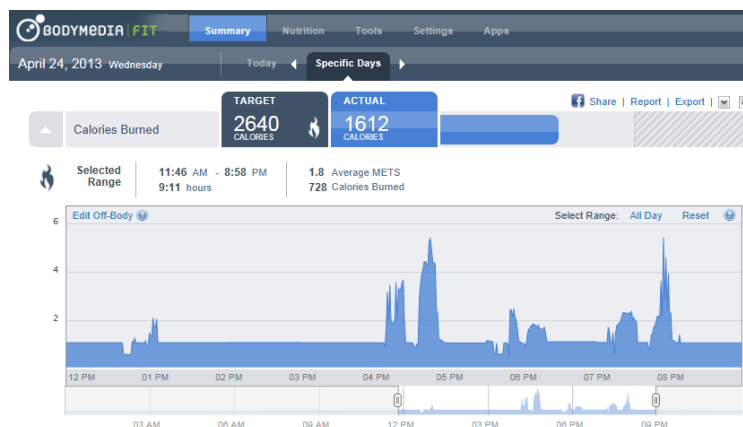 BODYMEDIA FIT Summary Nutrition Tools Settings Apps
April 24, 2013 Wednesday Today Specific Days
TARGET ACTUAL
Share | Report | Export |
Calories Burned 2640 CALORIES 1612 CALORIES
Selected Range 11:46 AM - 8:58 PM 1.8 Average METS
9:11 hours 728 Calories Burned
Edit Off-Body Select Range: All Day Reset
6
4
2
12 PM 01 PM 02 PM 03 PM 04 PM 05 PM 06 PM 07 PM 08 PM
03 AM 06 AM 09 AM 12 PM 03 PM 06 PM 09 PM